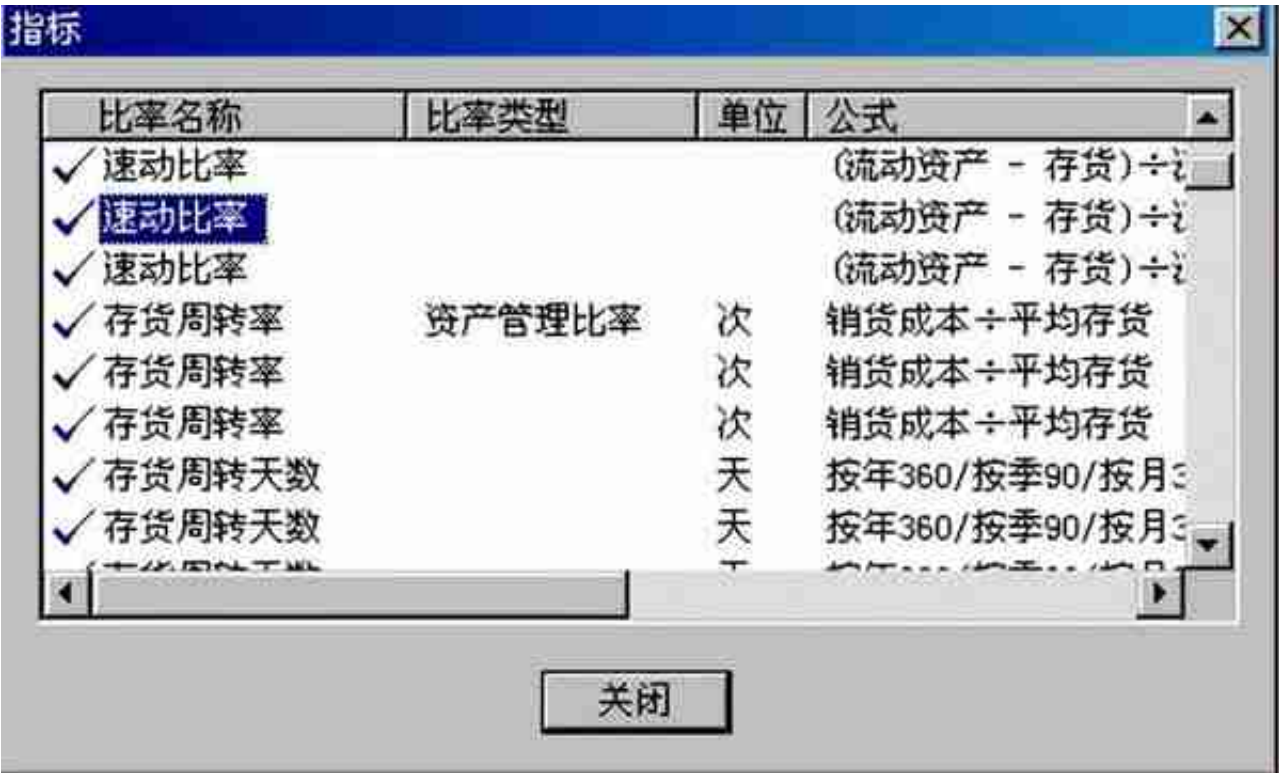 指标
比率名称 比率类型 单位 公式
速动比率 (流动资产 - 存货)÷
速动比率 (流动资产 - 存货)÷
速动比率 (流动资产 - 存货)÷
存货周转率 资产管理比率 次 销货成本÷平均存货
存货周转率 次 销货成本÷平均存货
存货周转率 次 销货成本÷平均存货
存货周转天数 天 按年360/按季90/按月
存货周转天数 天 按年360/按季90/按月
关闭